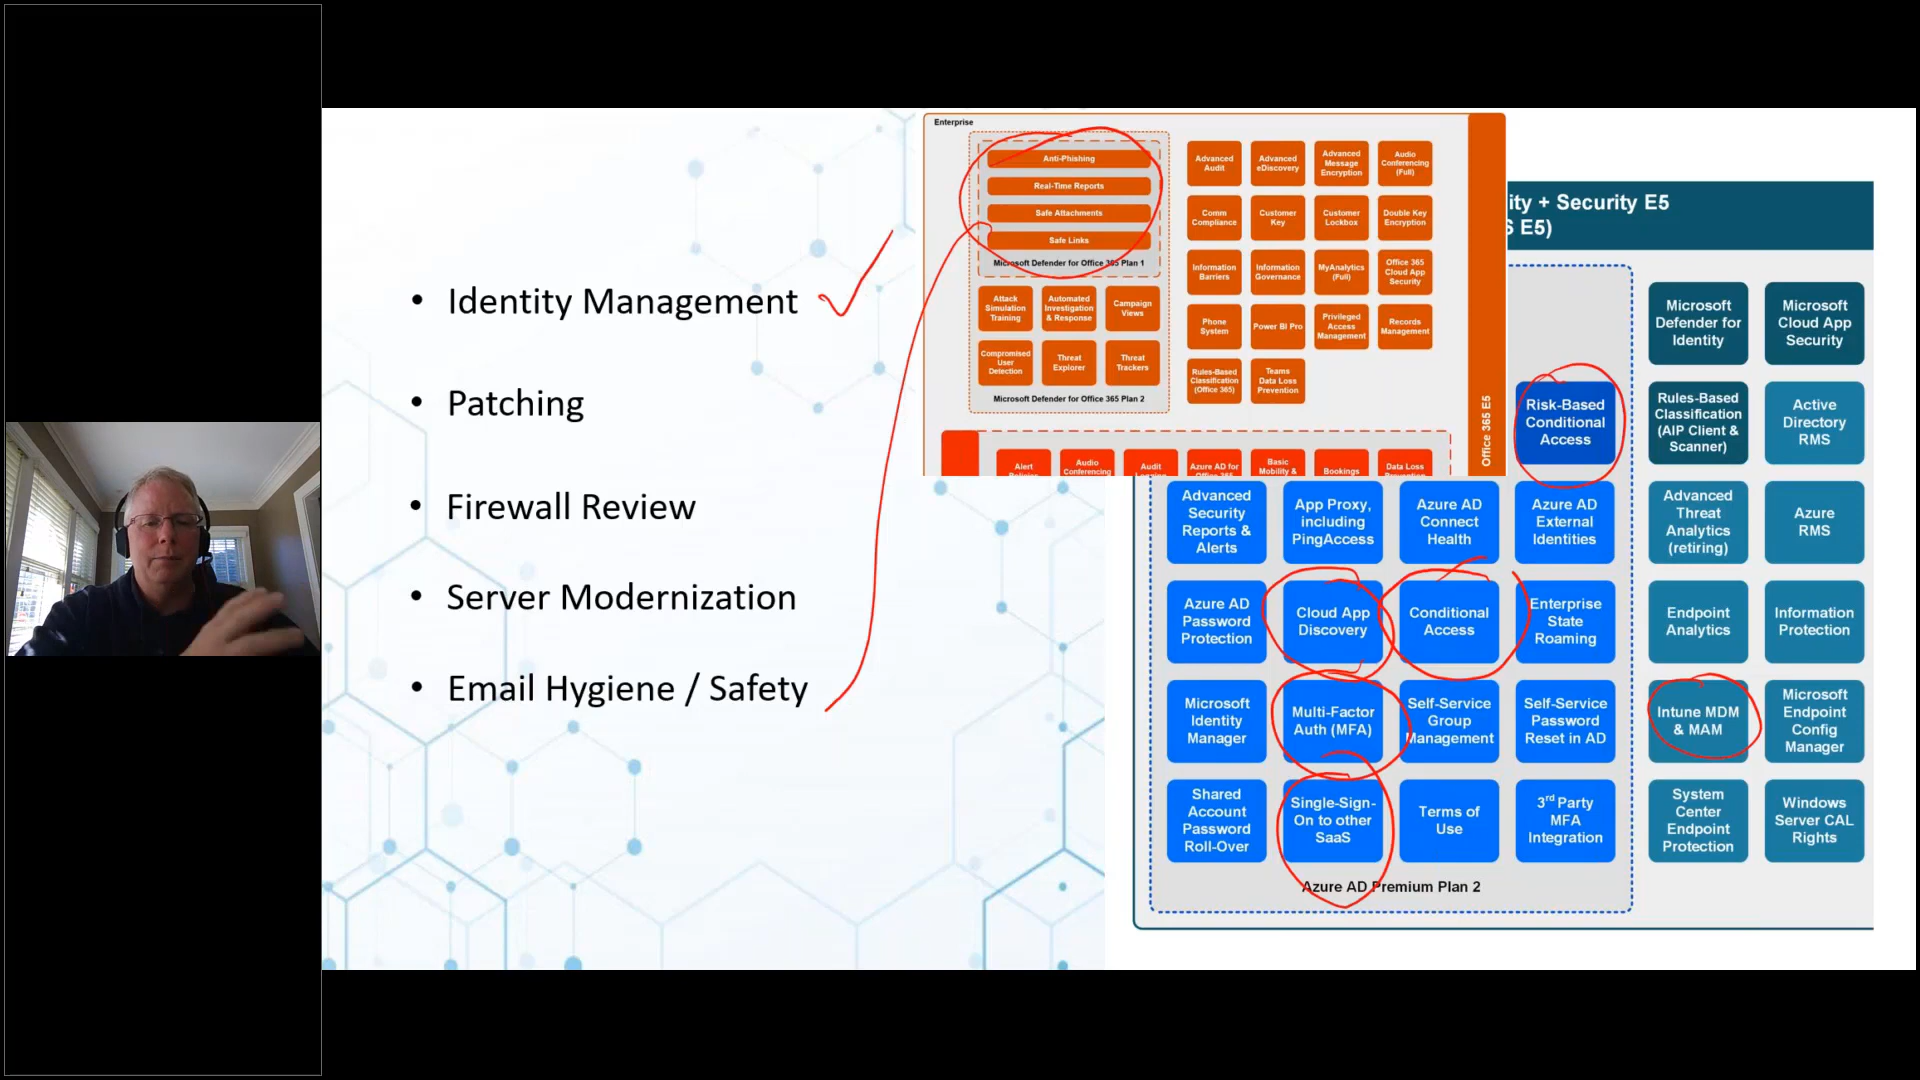 • Identity Management
• Patching
• Firewall Review
• Server Modernization
• Email Hygiene / Safety
Enterprise
Anti-Phishing
Real-Time Reports
Safe Attachments
Safe Links
Microsoft Defender for Office 365 Plan 1
Attack
Simulation
Training
Automated
Investigation
& Response
Campaign
Views
Compromised
User
Detection
Threat
Explorer
Threat
Trackers
Microsoft Defender for Office 365 Plan 2
Advanced
Audit
Advanced
eDiscovery
Advanced
Message
Encryption
Audio
Conferencing
(Full)
Comm
Compliance
Customer
Key
Customer
Lockbox
Double Key
Encryption
Information
Barriers
Information
Governance
MyAnalytics
(Full)
Office 365
Cloud App
Security
Phone
System
Power BI Pro
Privileged
Access
Management
Records
Management
Rules-Based
Classification
(Office 365)
Teams
Data Loss
Prevention
Office 365 E5
Alert
Audio
Conferencing
Audit
Azure AD for
Basic
Mobility &
Bookings
Data Loss
ity + Security E5
E5)
Risk-Based
Conditional
Access
Advanced
Security
Reports &
Alerts
App Proxy,
including
PingAccess
Azure AD
Connect
Health
Azure AD
External
Identities
Azure AD
Password
Protection
Cloud App
Discovery
Conditional
Access
Enterprise
State
Roaming
Microsoft
Identity
Manager
Multi-Factor
Auth (MFA)
Self-Service
Group
Management
Self-Service
Password
Reset in AD
Shared
Account
Password
Roll-Over
Single-Sign-
On to other
SaaS
Terms of
Use
3rd Party
MFA
Integration
Azure AD Premium Plan 2
Microsoft
Defender for
Identity
Microsoft
Cloud App
Security
Rules-Based
Classification
(AIP Client &
Scanner)
Active
Directory
RMS
Advanced
Threat
Analytics
(retiring)
Azure
RMS
Endpoint
Analytics
Information
Protection
Intune MDM
& MAM
Microsoft
Endpoint
Config
Manager
System
Center
Endpoint
Protection
Windows
Server CAL
Rights